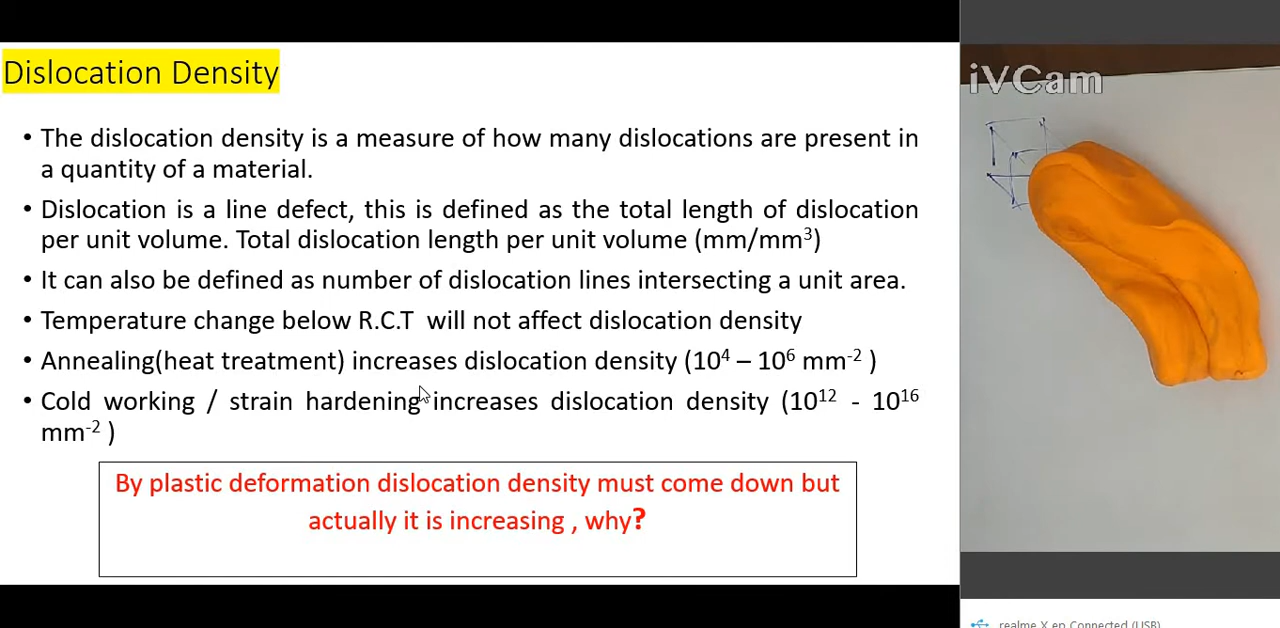 Dislocation Density
• The dislocation density is a measure of how many dislocations are present in
a quantity of a material.
• Dislocation is a line defect, this is defined as the total length of dislocation
per unit volume. Total dislocation length per unit volume (mm/mm³)
• It can also be defined as number of dislocation lines intersecting a unit area.
• Temperature change below R.C.T will not affect dislocation density
• Annealing(heat treatment) increases dislocation density (10⁴ – 10⁶ mm⁻² )
• Cold working / strain hardening increases dislocation density (10¹² - 10¹⁶
mm⁻² )
By plastic deformation dislocation density must come down but
actually it is increasing , why?
iVCam
realme X en Connected (USB)